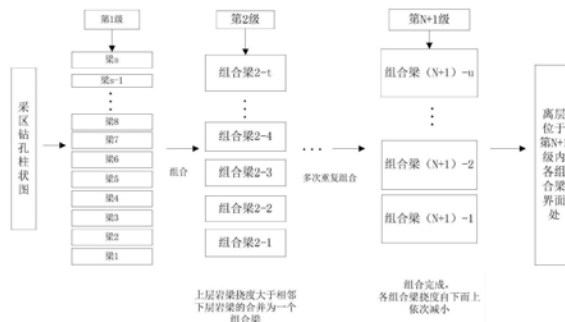 采区钻孔柱状图
第1级
梁n
梁s-1
梁8
梁7
梁6
梁5
梁4
梁3
梁2
梁1
组合
第2级
组合梁2-t
组合梁2-4
组合梁2-3
组合梁2-2
组合梁2-1
上层岩梁挠度大于相邻
下层岩梁的合并为一个
组合梁
多次重复组合
第N+1级
组合梁（N+1）-u
组合梁（N+1）-2
组合梁（N+1）-1
组合完成。
各组合梁挠度自下而上
依次减小
离层
位于
第N+1
级内
各组
合梁
界面
处